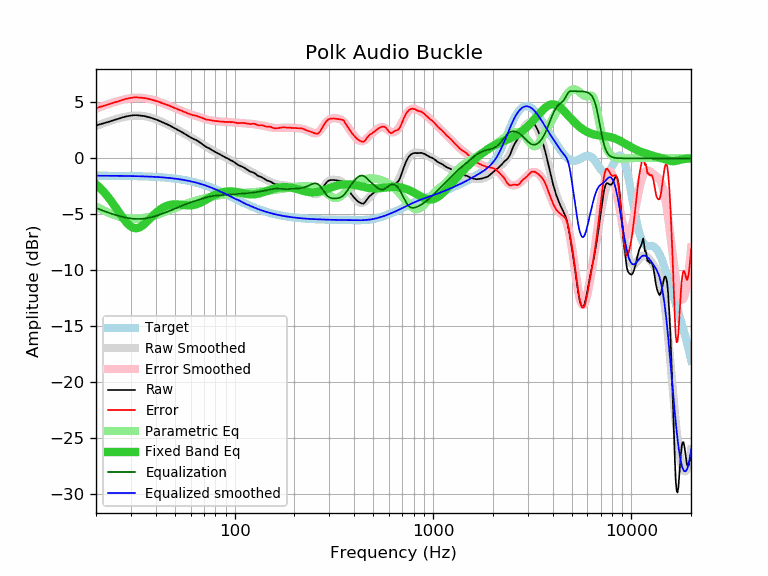 Polk Audio Buckle
Amplitude (dBr)
5
0
−5
−10
−15
−20
−25
−30
Target
Raw Smoothed
Error Smoothed
Raw
Error
Parametric Eq
Fixed Band Eq
Equalization
Equalized smoothed
100
1000
10000
Frequency (Hz)